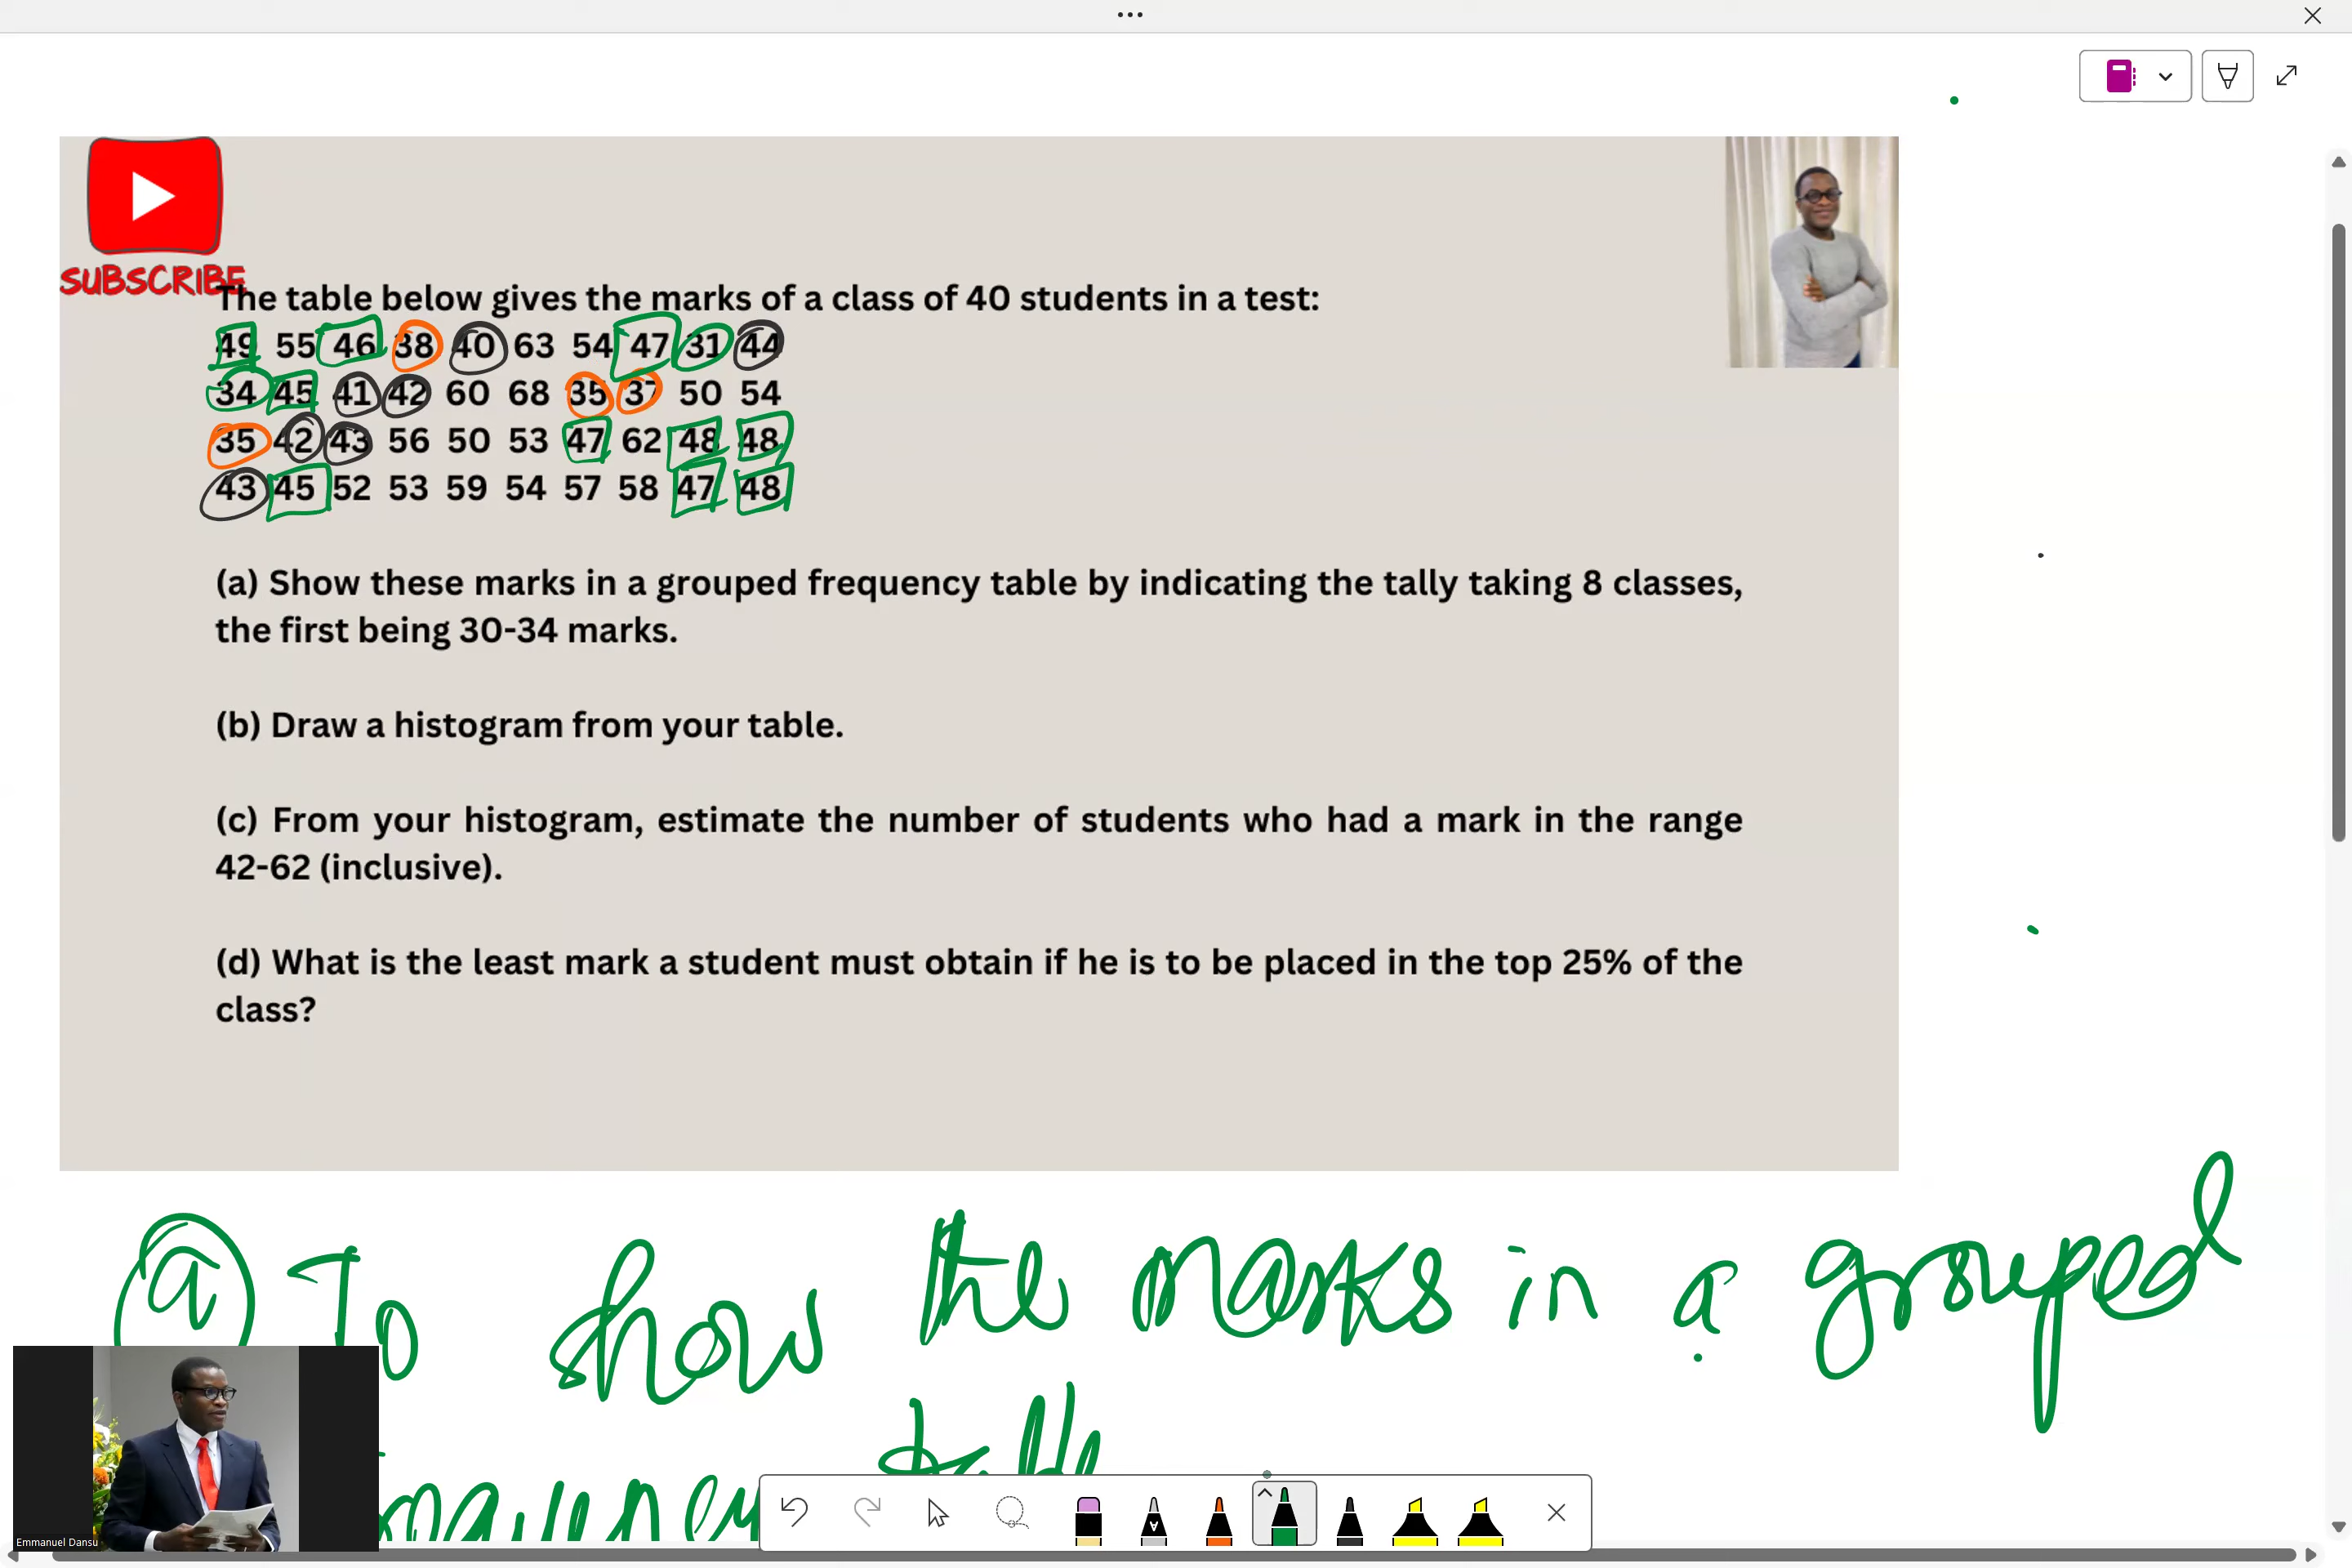 SUBSCRIBE
The table below gives the marks of a class of 40 students in a test:
49 55 46 38 40 63 54 47 31 44
34 45 41 42 60 68 35 37 50 54
35 42 43 56 50 53 47 62 48 48
43 45 52 53 59 54 57 58 47 48
(a) Show these marks in a grouped frequency table by indicating the tally taking 8 classes,
the first being 30-34 marks.
(b) Draw a histogram from your table.
(c) From your histogram, estimate the number of students who had a mark in the range
42-62 (inclusive).
(d) What is the least mark a student must obtain if he is to be placed in the top 25% of the
class?
(a) To show the marks in a grouped
table
Emmanuel Dansu